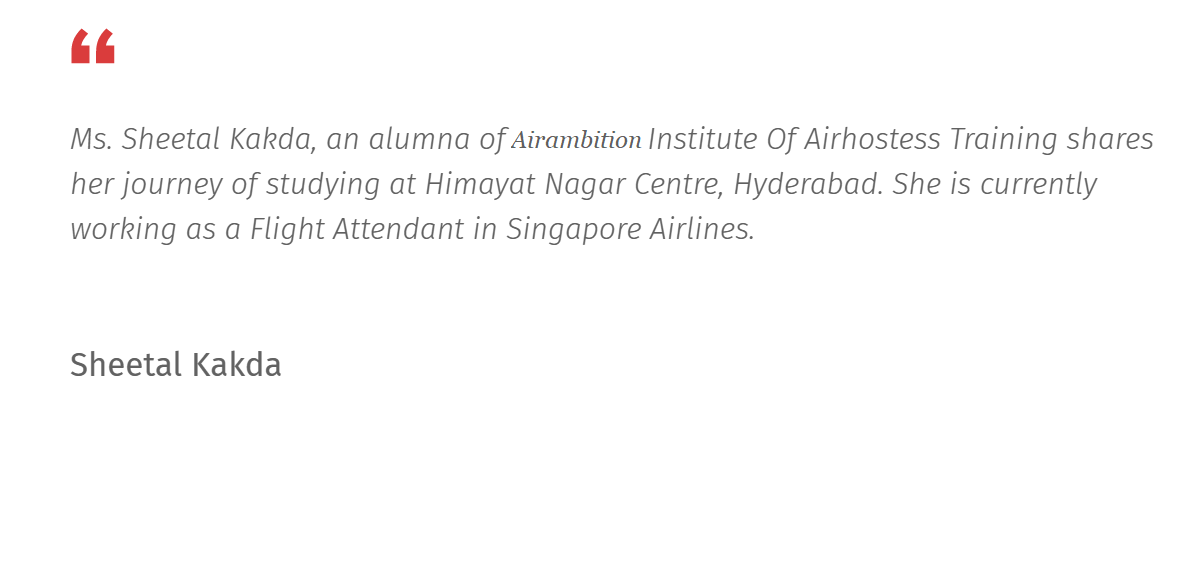 “
Ms. Sheetal Kakda, an alumna of Airambition Institute Of Airhostess Training shares
her journey of studying at Himayat Nagar Centre, Hyderabad. She is currently
working as a Flight Attendant in Singapore Airlines.
Sheetal Kakda